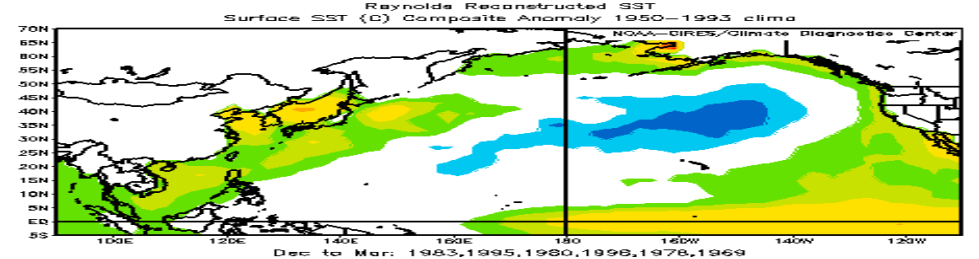 Reynolds Reconstructed SST
Surface SST (C) Composite Anomaly 1950-1993 clima
NOAA-CIRES/Climate Diagnostics Center
70N
65N
60N
55N
50N
45N
40N
35N
30N
25N
20N
15N
10N
5N
EQ
5S
100E 120E 140E 160E 180 160W 140W 120W
Dec to Mar: 1983,1995,1980,1998,1978,1969